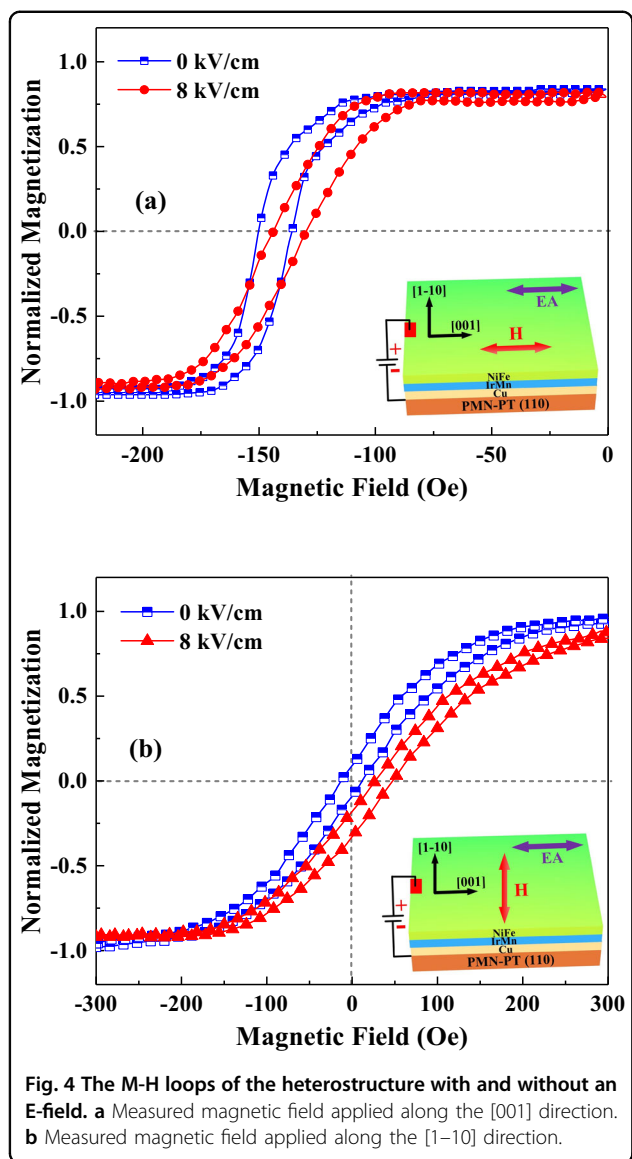 0 kV/cm
8 kV/cm
(a)
1.0
0.5
0.0
-0.5
-1.0
Normalized Magnetization
[1-10]
[001]
EA
H
+
-
NiFe
IrMn
Cu
PMN-PT (110)
-200
-150
-100
-50
0
Magnetic Field (Oe)
0 kV/cm
8 kV/cm
(b)
1.0
0.5
0.0
-0.5
-1.0
Normalized Magnetization
[1-10]
[001]
EA
H
+
-
NiFe
IrMn
Cu
PMN-PT (110)
-300
-200
-100
0
100
200
300
Magnetic Field (Oe)
Fig. 4 The M-H loops of the heterostructure with and without an
E-field. a Measured magnetic field applied along the [001] direction.
b Measured magnetic field applied along the [1–10] direction.